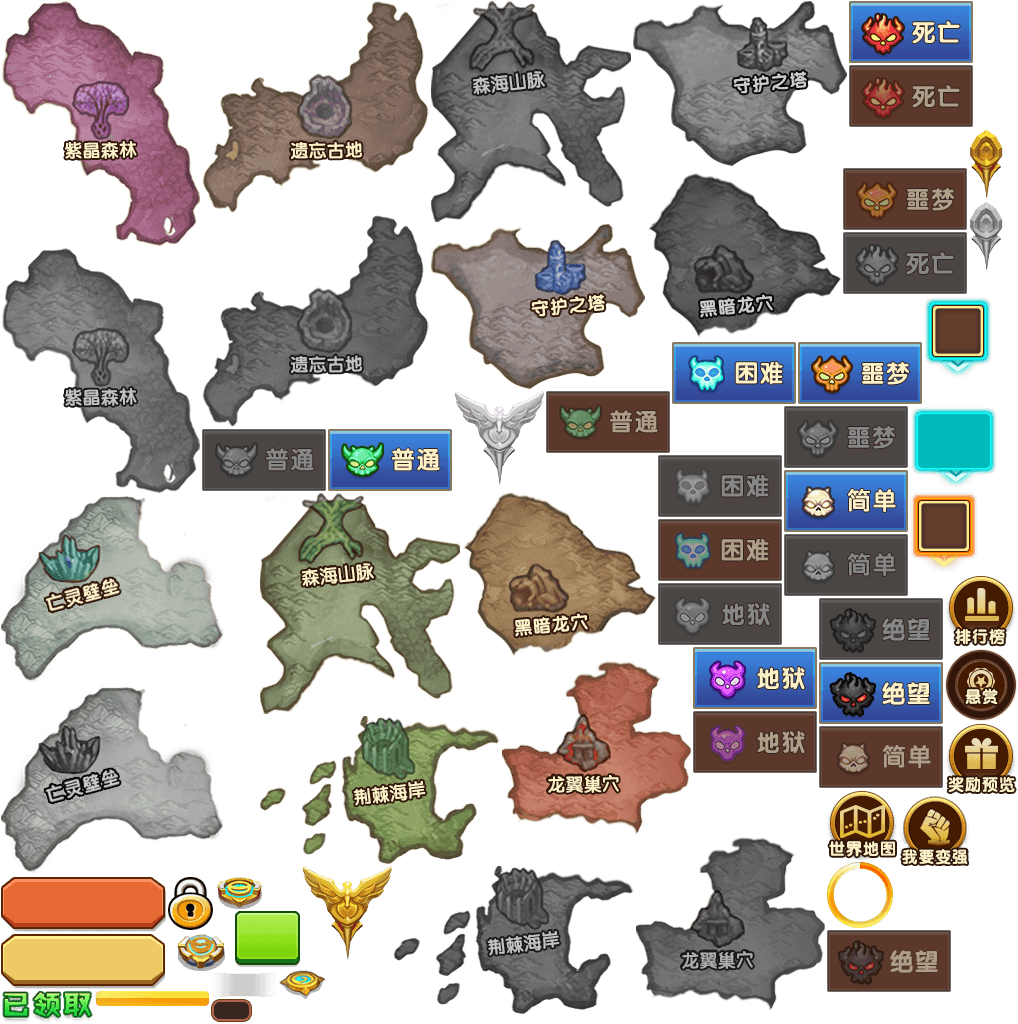 死亡
森海山脉
守护之塔
死亡
紫晶森林
遗忘古地
噩梦
死亡
守护之塔
黑暗龙穴
遗忘古地
困难
噩梦
紫晶森林
普通
噩梦
普通
普通
困难
简单
困难
简单
森海山脉
亡灵壁垒
地狱
黑暗龙穴
绝望
排行榜
地狱
绝望
悬赏
地狱
简单
亡灵壁垒
荆棘海岸
龙翼巢穴
奖励预览
世界地图
我要变强
荆棘海岸
龙翼巢穴
绝望
已领取